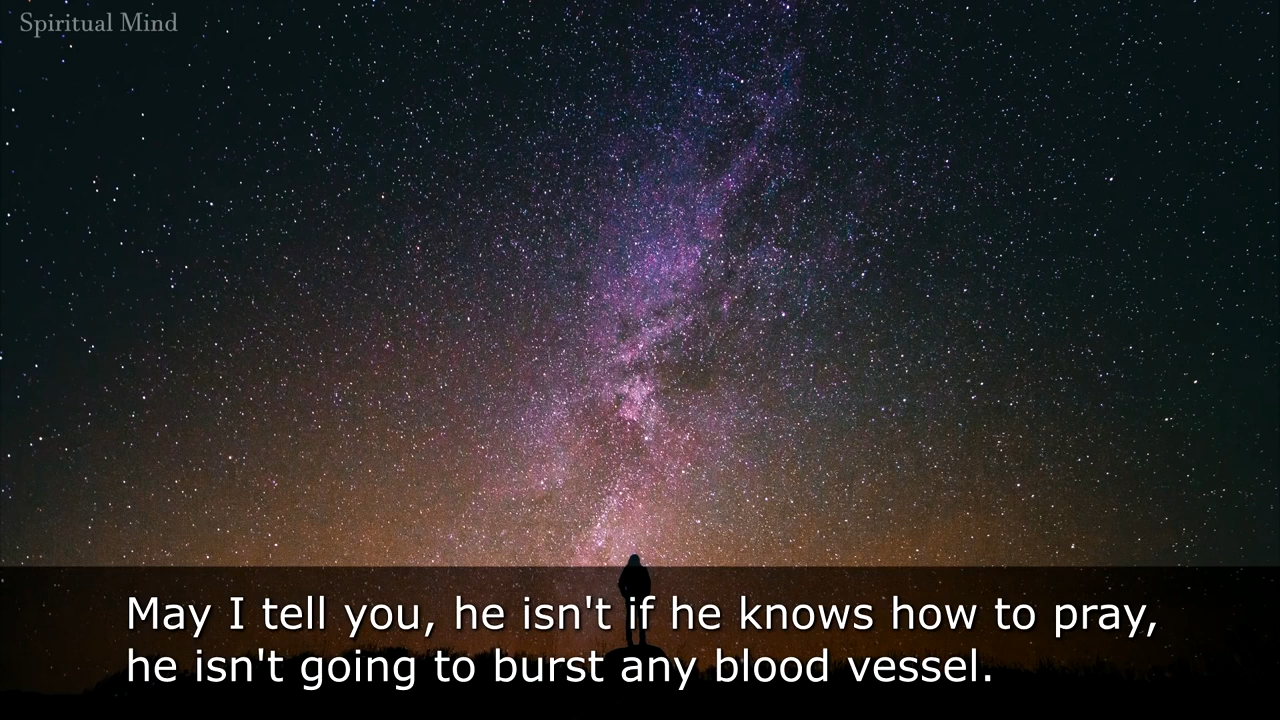 Spiritual Mind
May I tell you, he isn't if he knows how to pray,
he isn't going to burst any blood vessel.